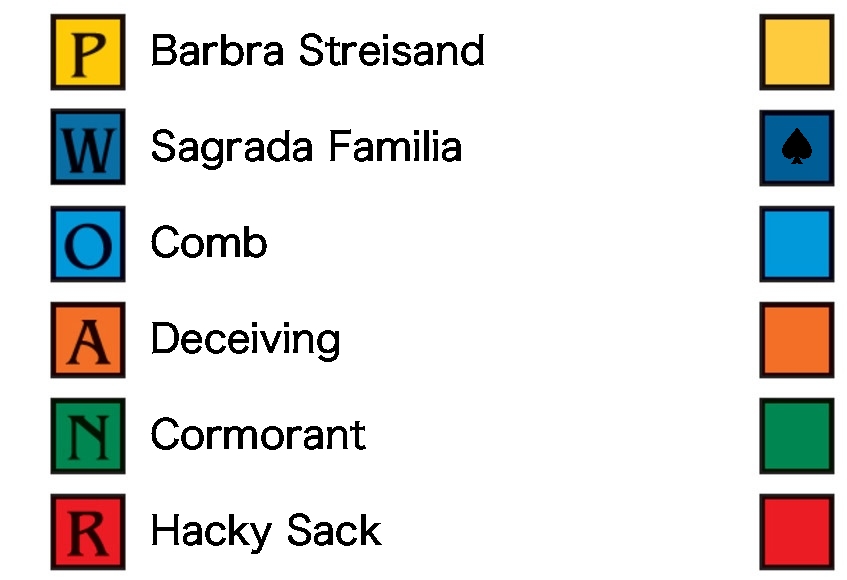 P Barbra Streisand
W Sagrada Familia ♠
O Comb
A Deceiving
N Cormorant
R Hacky Sack